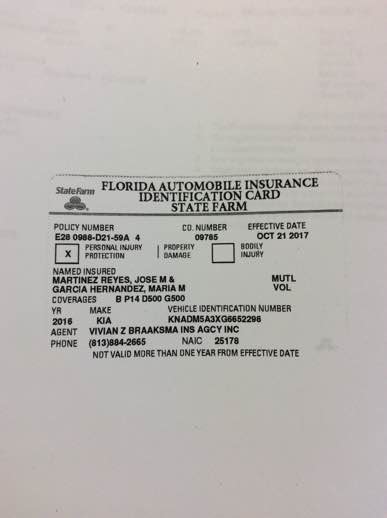 StateFarm
FLORIDA AUTOMOBILE INSURANCE
IDENTIFICATION CARD
STATE FARM
POLICY NUMBER CO. NUMBER EFFECTIVE DATE
E28 0988-D21-59A 4 09785 OCT 21 2017
X PERSONAL INJURY PROTECTION PROPERTY DAMAGE BODILY INJURY
NAMED INSURED
MARTINEZ REYES, JOSE M & MUTL
GARCIA HERNANDEZ, MARIA M VOL
COVERAGES B P14 D500 G500
YR MAKE VEHICLE IDENTIFICATION NUMBER
2016 KIA KNADM5A3XG6652296
AGENT VIVIAN Z BRAAKSMA INS AGCY INC
PHONE (813)884-2665 NAIC 25178
NOT VALID MORE THAN ONE YEAR FROM EFFECTIVE DATE